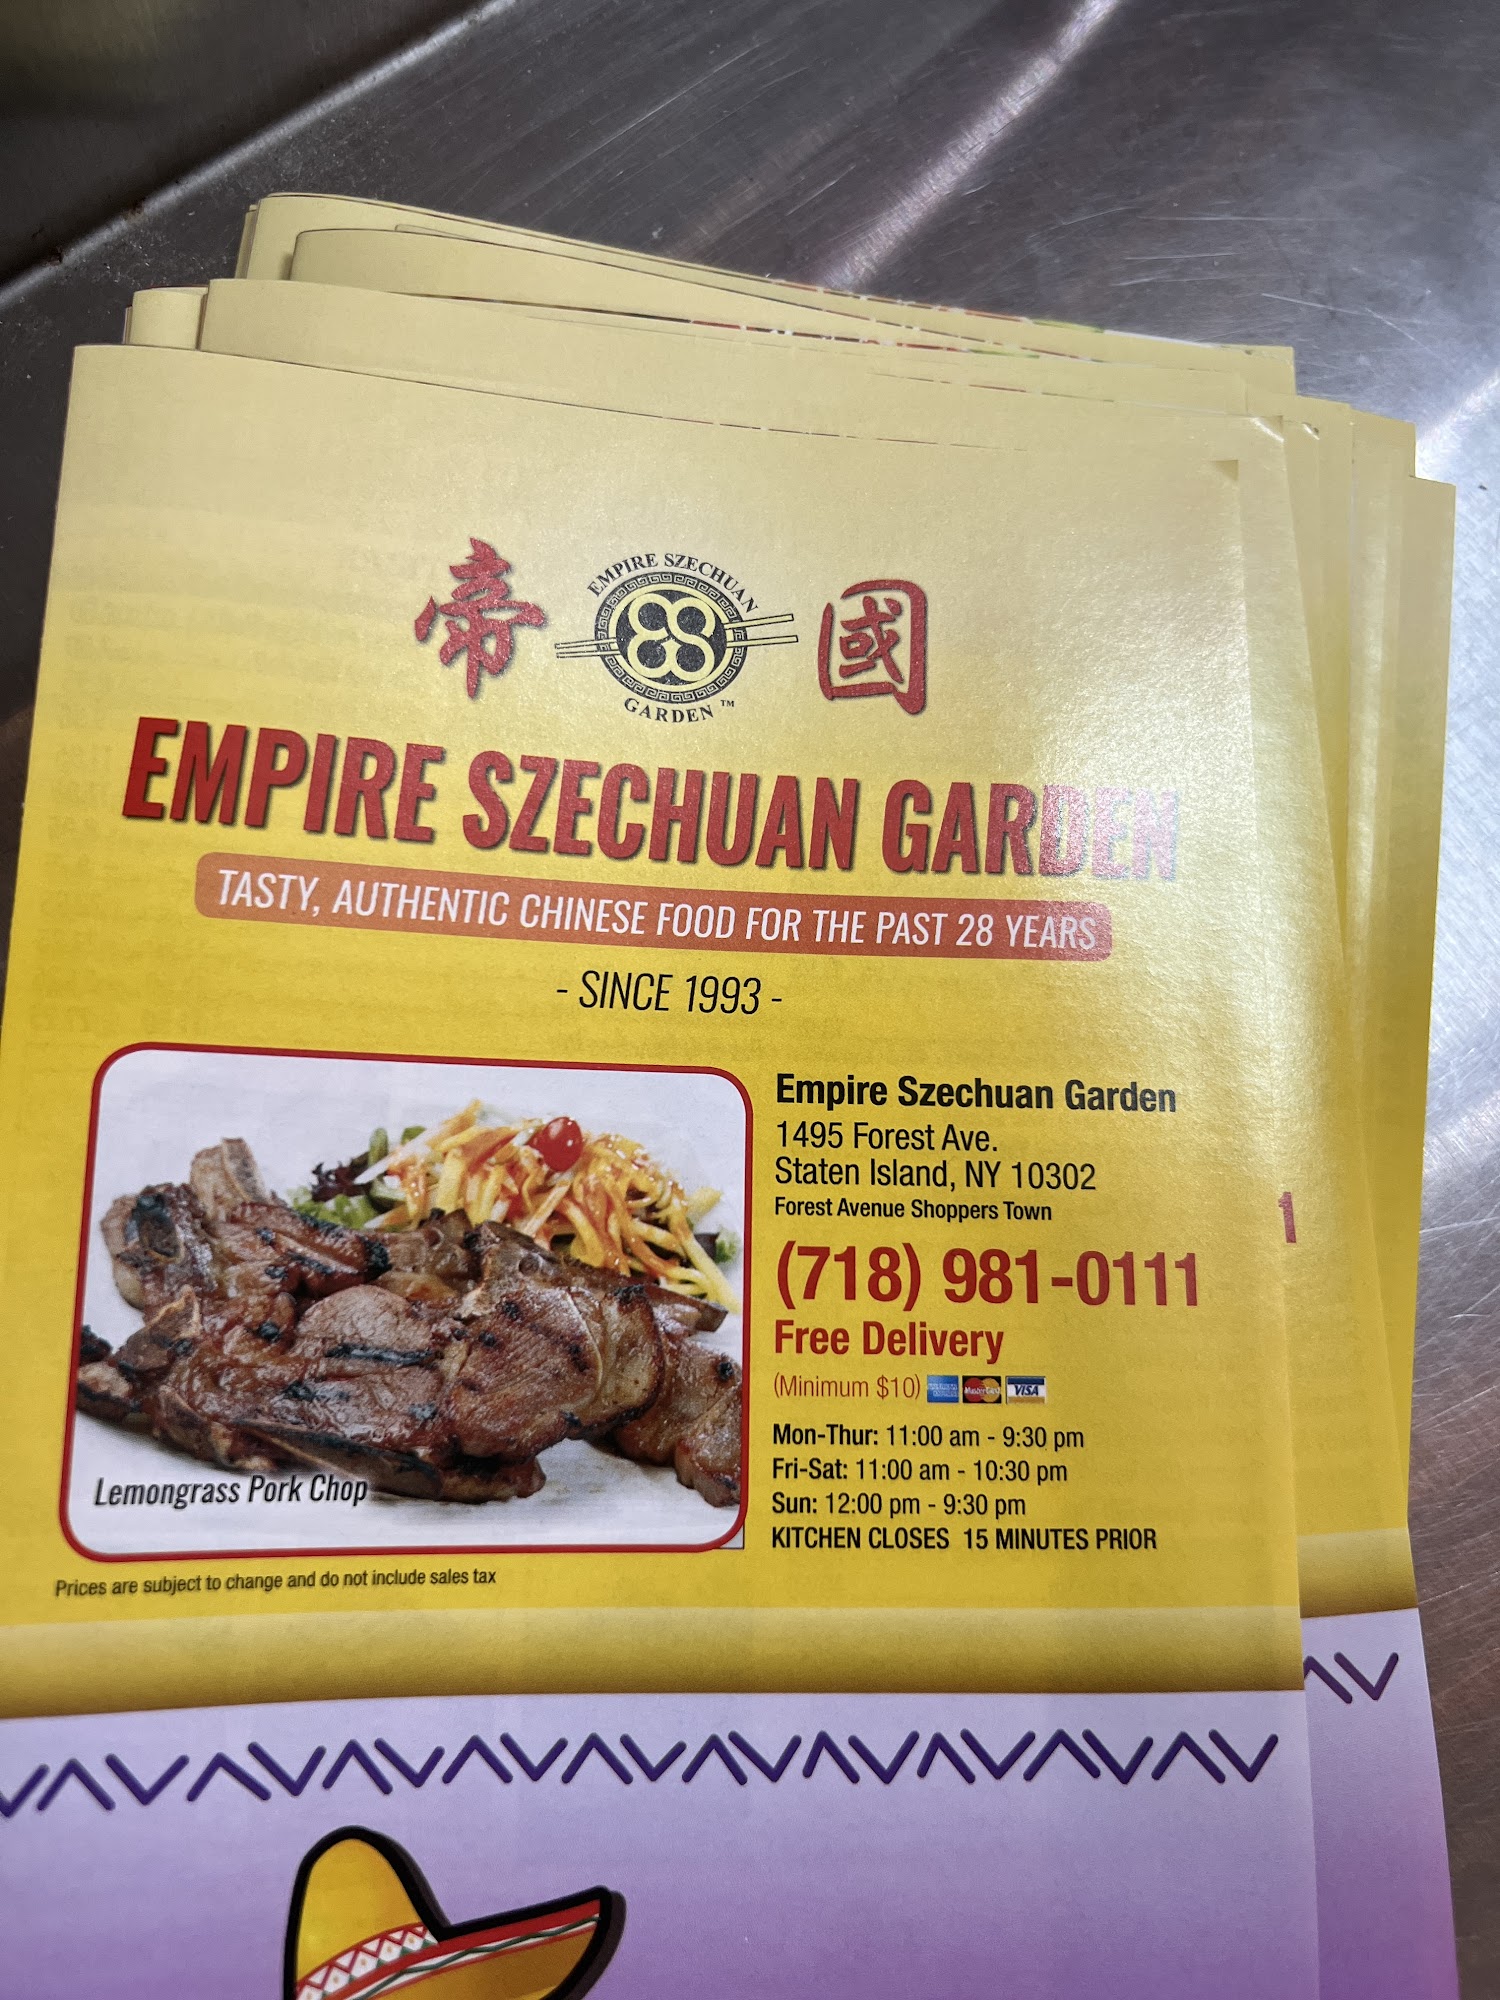 帝 國
EMPIRE SZECHUAN
GARDEN ™
EMPIRE SZECHUAN GARDEN
TASTY, AUTHENTIC CHINESE FOOD FOR THE PAST 28 YEARS
- SINCE 1993 -
Empire Szechuan Garden
1495 Forest Ave.
Staten Island, NY 10302
Forest Avenue Shoppers Town
(718) 981-0111
1
Free Delivery
(Minimum $10) MasterCard VISA
Mon-Thur: 11:00 am - 9:30 pm
Fri-Sat: 11:00 am - 10:30 pm
Sun: 12:00 pm - 9:30 pm
KITCHEN CLOSES 15 MINUTES PRIOR
Lemongrass Pork Chop
Prices are subject to change and do not include sales tax